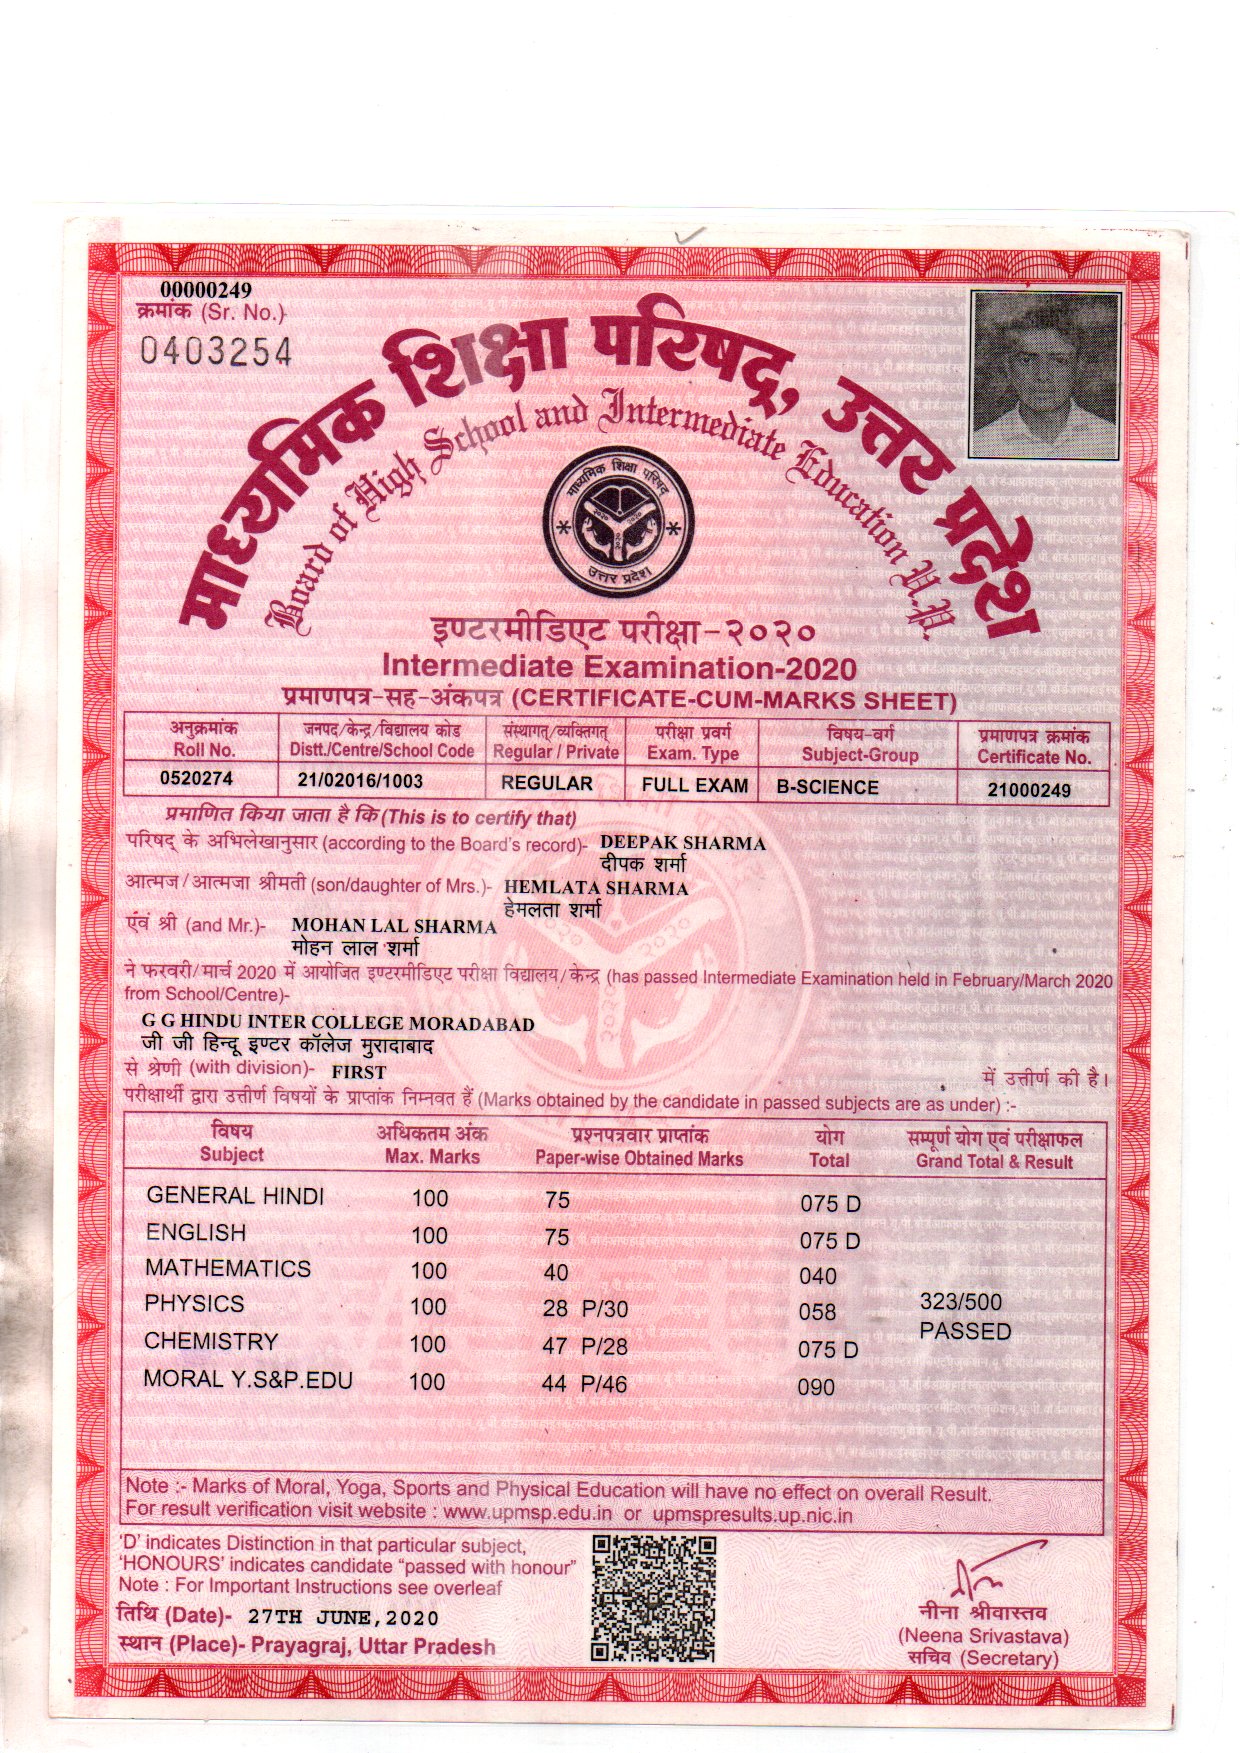 00000249
क्रमांक (Sr. No.)
0403254
माध्यमिक शिक्षा परिषद्, उत्तर प्रदेश
Board of High School and Intermediate Education U.P.
माध्यमिक शिक्षा परिषद
उत्तर प्रदेश
इण्टरमीडिएट परीक्षा-२०२०
Intermediate Examination-2020
प्रमाणपत्र-सह-अंकपत्र (CERTIFICATE-CUM-MARKS SHEET)
अनुक्रमांक जनपद/केन्द्र/विद्यालय कोड संस्थागत्/व्यक्तिगत् परीक्षा प्रवर्ग विषय-वर्ग प्रमाणपत्र क्रमांक
Roll No. Distt./Centre/School Code Regular / Private Exam. Type Subject-Group Certificate No.
0520274 21/02016/1003 REGULAR FULL EXAM B-SCIENCE 21000249
प्रमाणित किया जाता है कि (This is to certify that)
परिषद् के अभिलेखानुसार (according to the Board's record)- DEEPAK SHARMA
दीपक शर्मा
आत्मज/आत्मजा श्रीमती (son/daughter of Mrs.)- HEMLATA SHARMA
हेमलता शर्मा
एंवं श्री (and Mr.)- MOHAN LAL SHARMA
मोहन लाल शर्मा
ने फरवरी/मार्च 2020 में आयोजित इण्टरमीडिएट परीक्षा विद्यालय/केन्द्र (has passed Intermediate Examination held in February/March 2020
from School/Centre)-
G G HINDU INTER COLLEGE MORADABAD
जी जी हिन्दू इण्टर कॉलेज मुरादाबाद
से श्रेणी (with division)- FIRST में उत्तीर्ण की है।
परीक्षार्थी द्वारा उत्तीर्ण विषयों के प्राप्तांक निम्नवत हैं (Marks obtained by the candidate in passed subjects are as under) :-
विषय अधिकतम अंक प्रश्नपत्रवार प्राप्तांक योग सम्पूर्ण योग एवं परीक्षाफल
Subject Max. Marks Paper-wise Obtained Marks Total Grand Total & Result
GENERAL HINDI 100 75 075 D
ENGLISH 100 75 075 D
MATHEMATICS 100 40 040
PHYSICS 100 28 P/30 058 323/500
PASSED
CHEMISTRY 100 47 P/28 075 D
MORAL Y.S&P.EDU 100 44 P/46 090
Note :- Marks of Moral, Yoga, Sports and Physical Education will have no effect on overall Result.
For result verification visit website : www.upmsp.edu.in or upmspresults.up.nic.in
'D' indicates Distinction in that particular subject,
'HONOURS' indicates candidate "passed with honour"
Note : For Important Instructions see overleaf
तिथि (Date)- 27TH JUNE,2020
स्थान (Place)- Prayagraj, Uttar Pradesh
नीना श्रीवास्तव
(Neena Srivastava)
सचिव (Secretary)